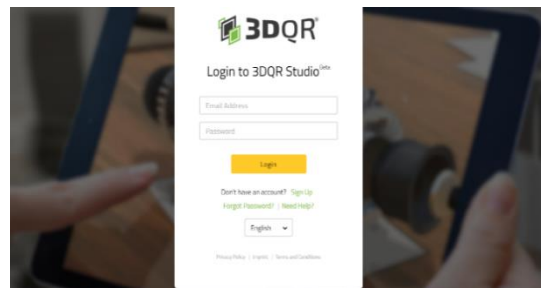 3DQR
Login to 3DQR Studio Beta
Email Address
Password
Login
Don't have an account? Sign Up
Forgot Password? | Need Help?
English
Privacy Policy | Imprint | Terms and Conditions